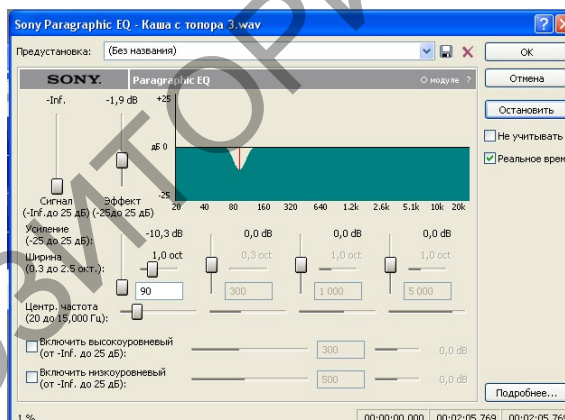 Sony Paragraphic EQ - Каша с топора 3.wav
Предустановка: (Без названия)
OK
SONY. Paragraphic EQ О модуле ?
Отмена
-Inf. -1,9 dB +25
Остановить
дБ 0
Не учитывать
Реальное врем
-25
20 40 80 160 320 640 1.2k 2.6k 5.1k 10k 20k
Сигнал Эффект
(-Inf.до 25 дБ) (-25до 25 дБ)
Усиление
(-25 до 25 дБ): -10,3 dB 0,0 dB 0,0 dB 0,0 dB
Ширина
(0.3 до 2.5 окт.): 1,0 oct 0,3 oct 1,0 oct 1,0 oct
90 300 1 000 5 000
Центр. частота
(20 до 15,000 Гц):
Включить высокоуровневый
(от -Inf. до 25 дБ): 300 0,0 dB
Включить низкоуровневый
(от -Inf. до 25 дБ): 500 0,0 dB
Подробнее...
1 % 00:00:00,000 00:02:05,769 00:02:05,769